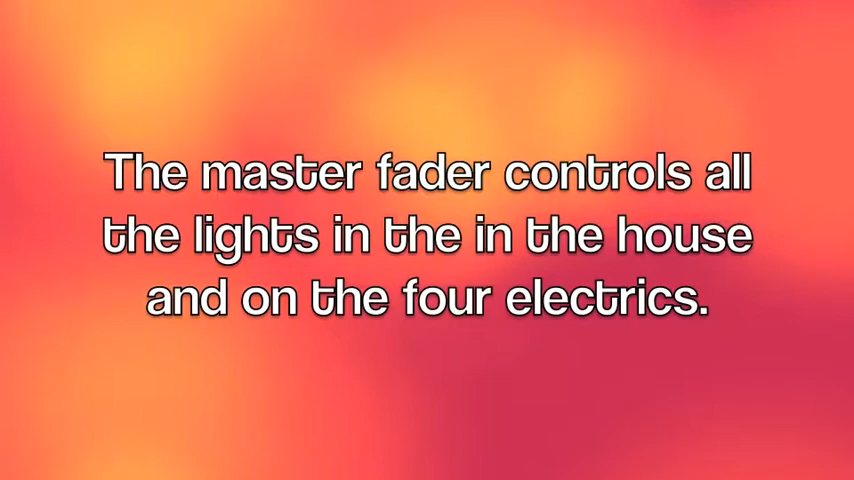 The master fader controls all
the lights in the in the house
and on the four electrics.